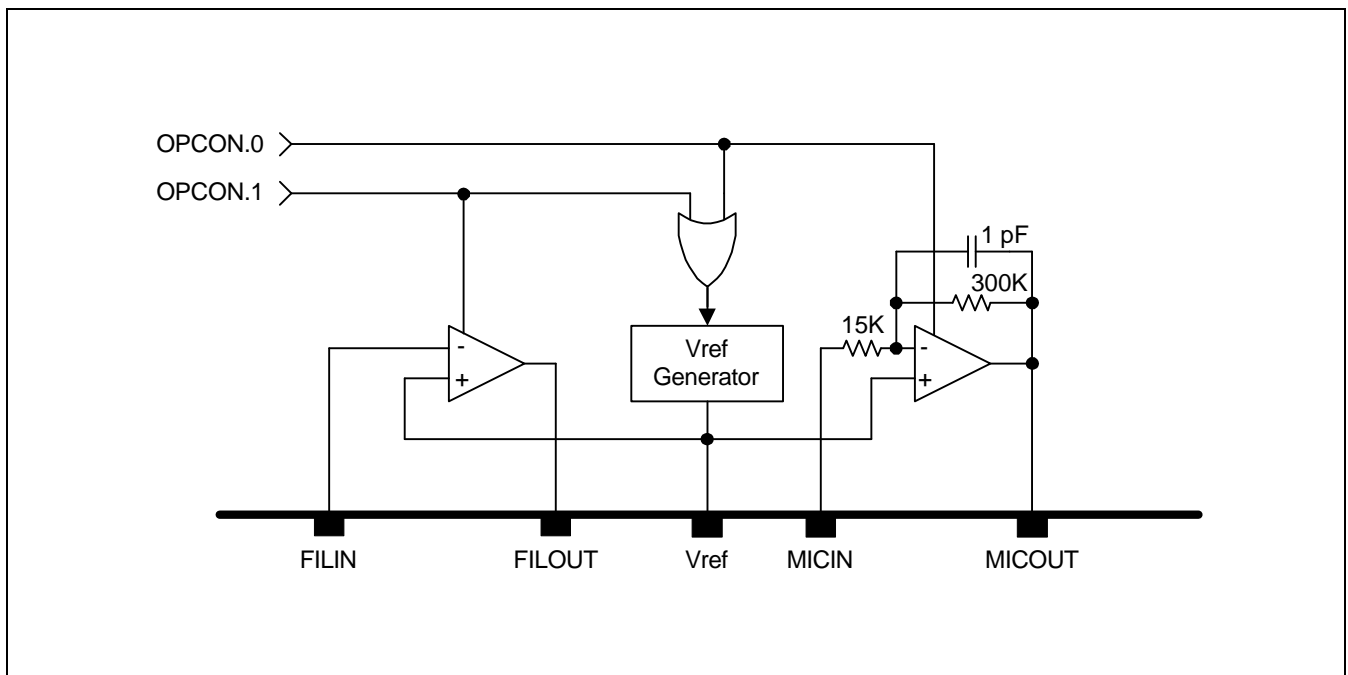 OPCON.0
OPCON.1
1 pF
300K
15K
-
+
Vref
Generator
-
+
FILIN
FILOUT
Vref
MICIN
MICOUT